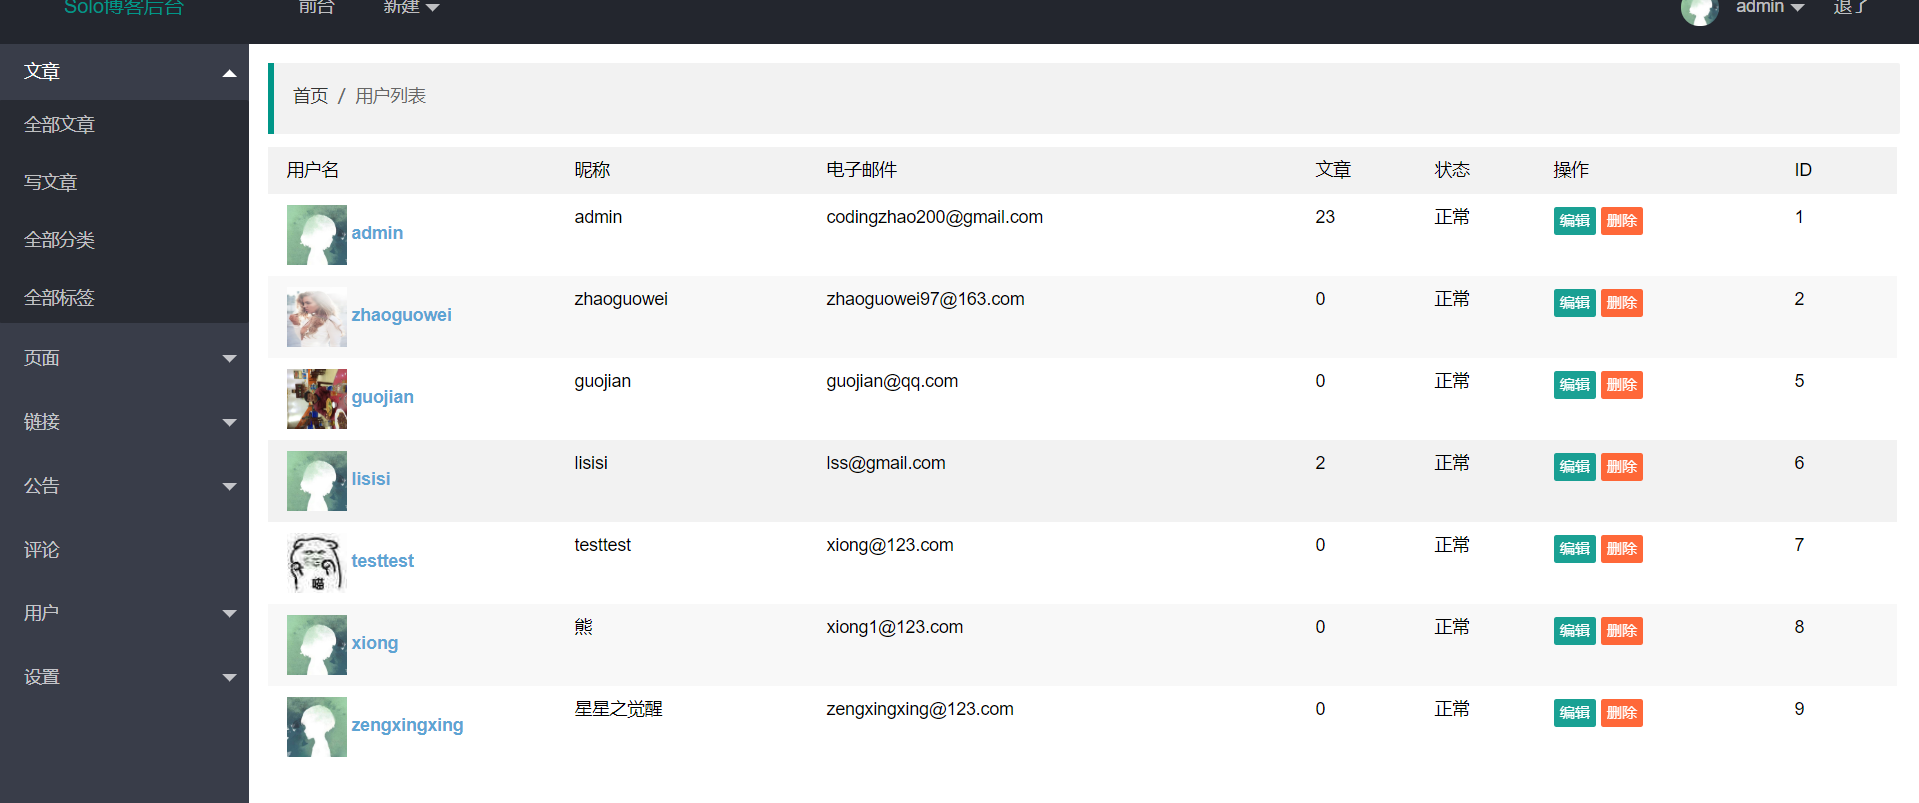 Solo博客后台 前台 新建 admin 退了
文章
全部文章
写文章
全部分类
全部标签
页面
链接
公告
评论
用户
设置
首页 / 用户列表
用户名 昵称 电子邮件 文章 状态 操作 ID
admin admin codingzhao200@gmail.com 23 正常 编辑 删除 1
zhaoguowei zhaoguowei zhaoguowei97@163.com 0 正常 编辑 删除 2
guojian guojian guojian@qq.com 0 正常 编辑 删除 5
lisisi lisisi lss@gmail.com 2 正常 编辑 删除 6
testtest testtest xiong@123.com 0 正常 编辑 删除 7
喵
xiong 熊 xiong1@123.com 0 正常 编辑 删除 8
zengxingxing 星星之觉醒 zengxingxing@123.com 0 正常 编辑 删除 9